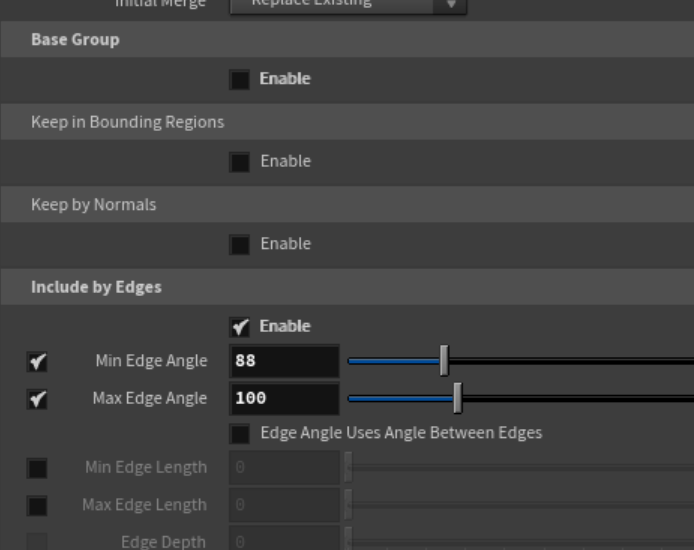 Initial Merge Replace Existing
Base Group
Enable
Keep in Bounding Regions
Enable
Keep by Normals
Enable
Include by Edges
Enable
Min Edge Angle 88
Max Edge Angle 100
Edge Angle Uses Angle Between Edges
Min Edge Length 0
Max Edge Length 0
Edge Depth 0